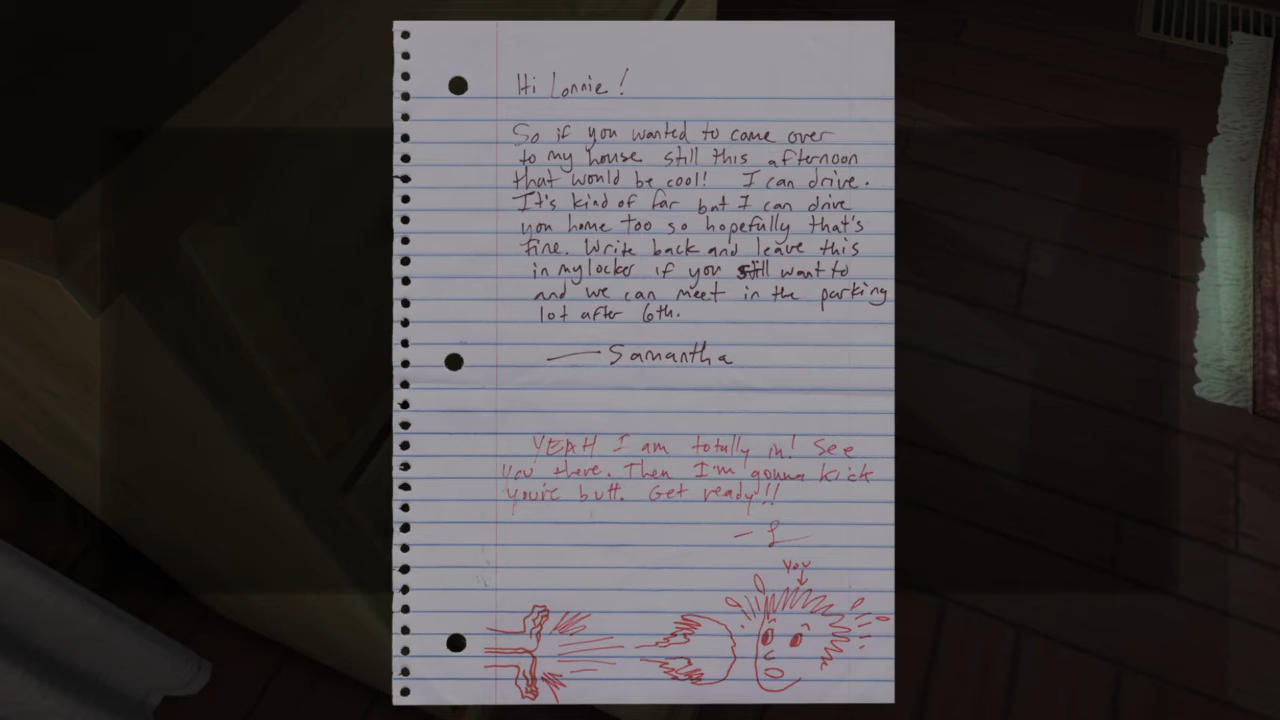 Hi Lonnie!
So if you wanted to come over
to my house still this afternoon
that would be cool! I can drive.
It's kind of far but I can drive
you home too so hopefully that's
fine. Write back and leave this
in my locker if you still want to
and we can meet in the parking
lot after 6th.
— Samantha
YEAH I am totally in! See
you there. Then I'm gonna kick
you're butt. Get ready!!
- L
you